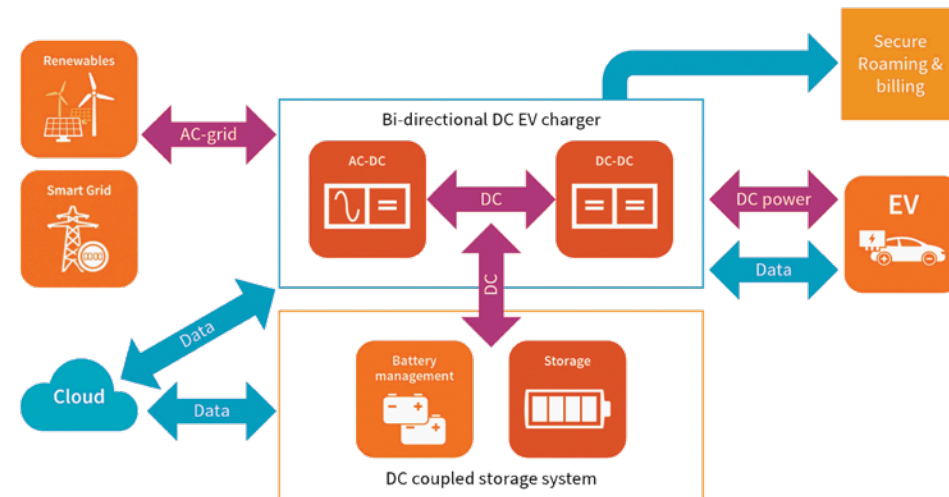 Renewables
Secure
Roaming &
billing
Bi-directional DC EV charger
AC-grid
AC-DC
DC-DC
DC
Smart Grid
DC power
EV
DC
Data
Data
Cloud
Data
Battery
management
Storage
DC coupled storage system